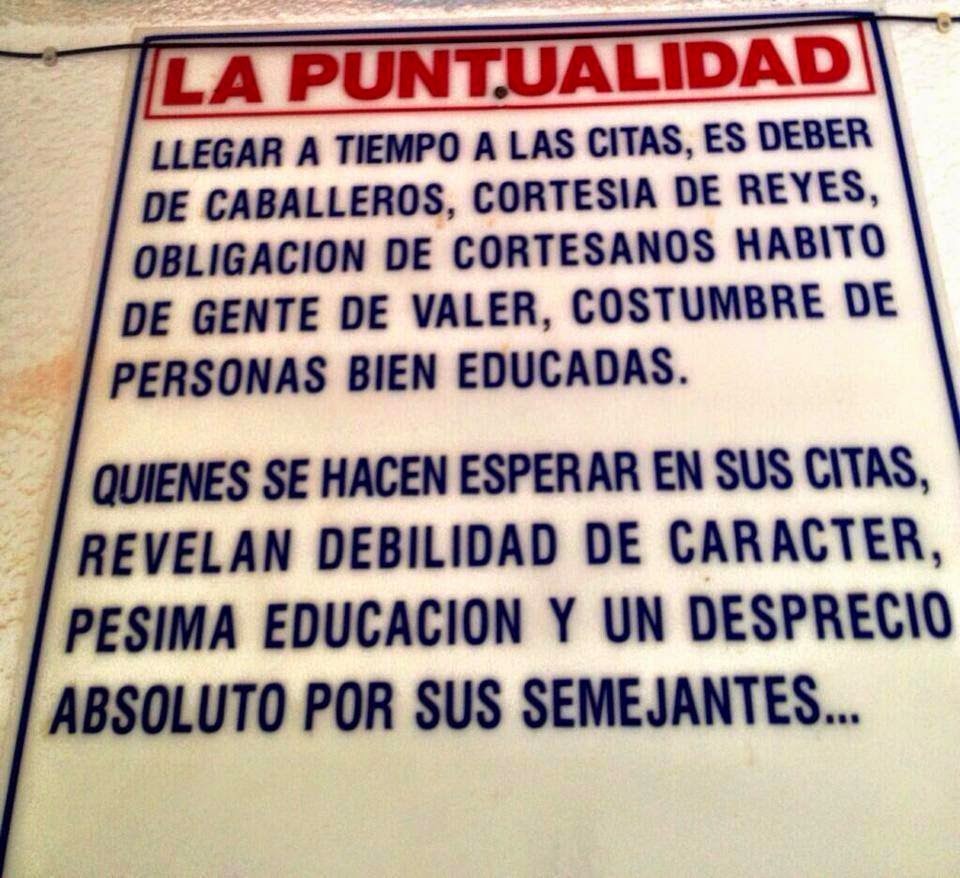 LA PUNTUALIDAD
LLEGAR A TIEMPO A LAS CITAS, ES DEBER
DE CABALLEROS, CORTESIA DE REYES,
OBLIGACION DE CORTESANOS HABITO
DE GENTE DE VALER, COSTUMBRE DE
PERSONAS BIEN EDUCADAS.
QUIENES SE HACEN ESPERAR EN SUS CITAS,
REVELAN DEBILIDAD DE CARACTER,
PESIMA EDUCACION Y UN DESPRECIO
ABSOLUTO POR SUS SEMEJANTES...